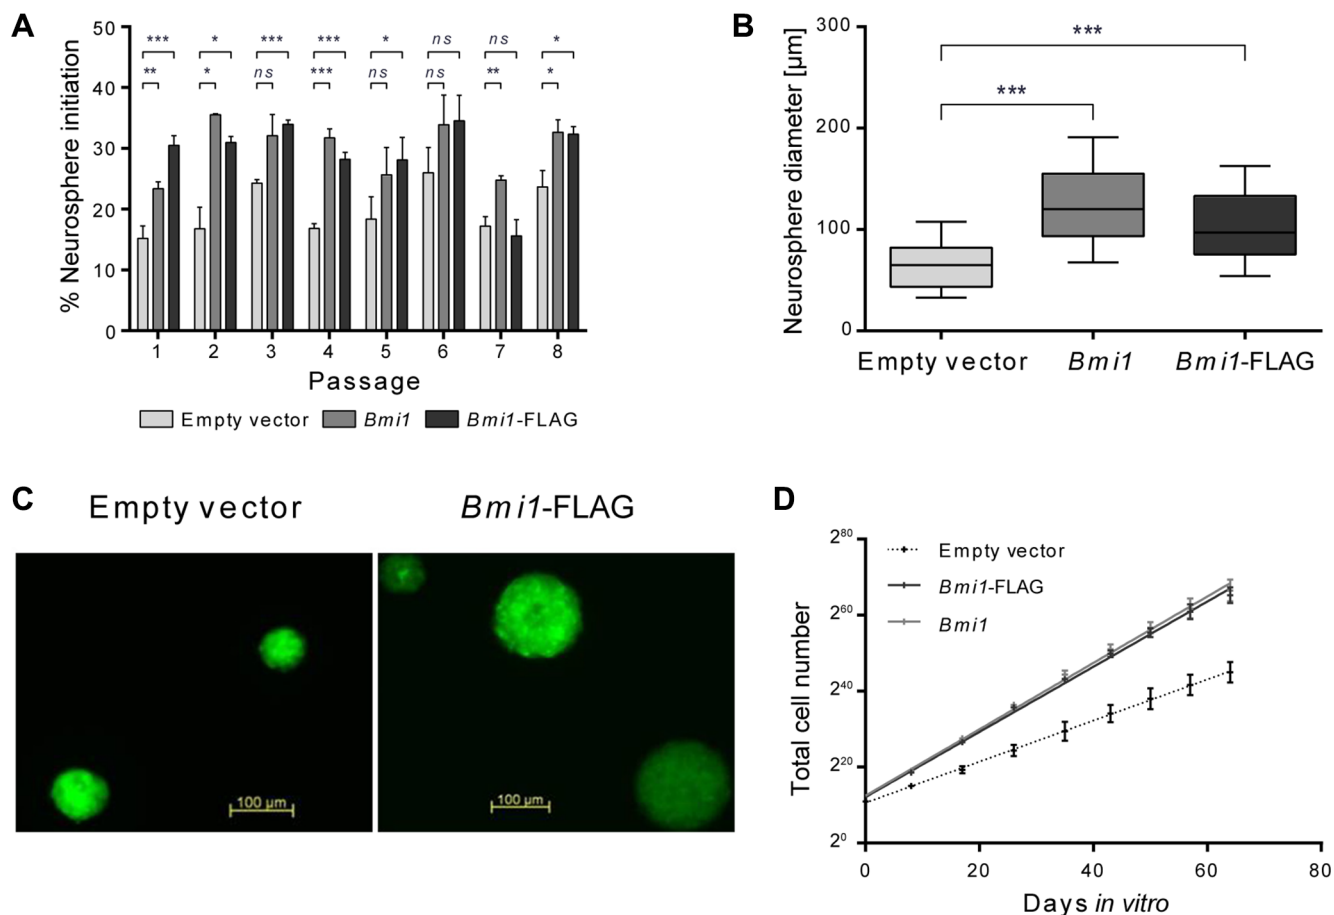 A
50
40
30
20
10
0
% Neurosphere initiation
*** * *** *** * ns ns *
** * ns *** ns ns ** *
1 2 3 4 5 6 7 8
Passage
Empty vector Bmi1 Bmi1-FLAG
B
300
200
100
0
Neurosphere diameter [µm]
***
***
Empty vector Bmi1 Bmi1-FLAG
C
Empty vector Bmi1-FLAG
100 µm 100 µm
D
2⁸⁰
2⁶⁰
2⁴⁰
2²⁰
2⁰
Total cell number
Empty vector
Bmi1-FLAG
Bmi1
0 20 40 60 80
Days in vitro